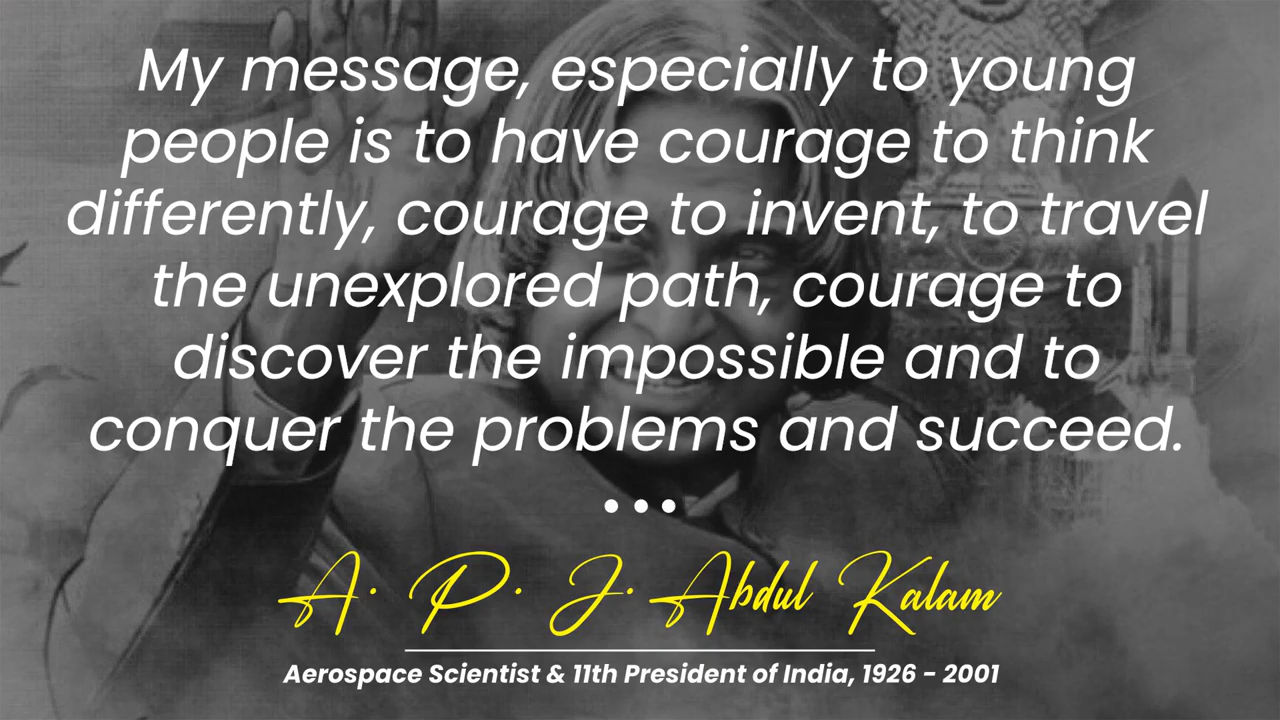 My message, especially to young
people is to have courage to think
differently, courage to invent, to travel
the unexplored path, courage to
discover the impossible and to
conquer the problems and succeed.
...
A. P. J. Abdul Kalam
Aerospace Scientist & 11th President of India, 1926 - 2001